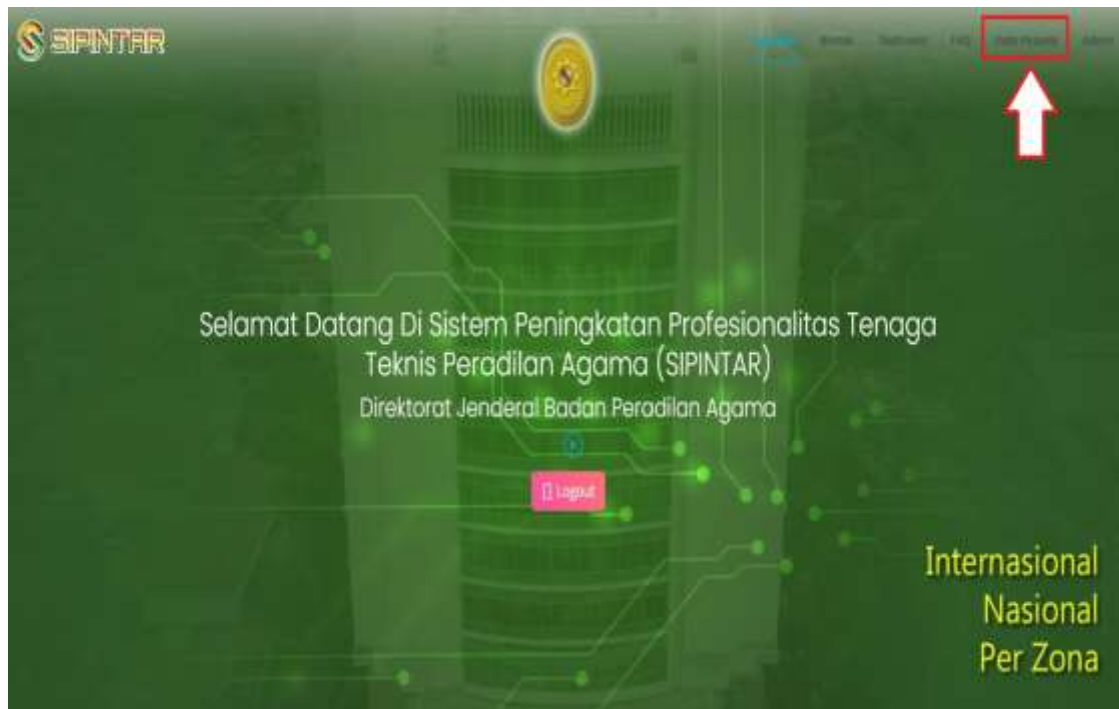 SIPINTAR
FAQ
Selamat Datang Di Sistem Peningkatan Profesionalitas Tenaga
Teknis Peradilan Agama (SIPINTAR)
Direktorat Jenderal Badan Peradilan Agama
Logout
Internasional
Nasional
Per Zona